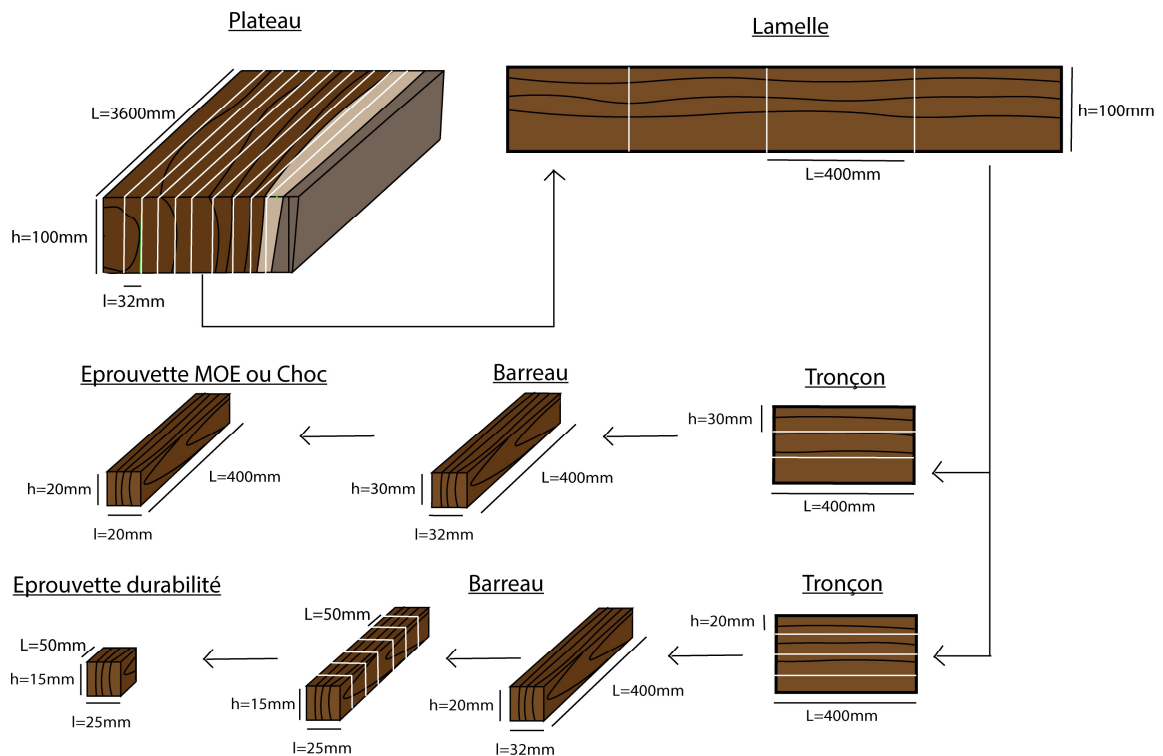 Plateau
Lamelle
L=3600mm
h=100mm
l=32mm
h=100mm
L=400mm
Eprouvette MOE ou Choc
Barreau
Tronçon
h=20mm
L=400mm
l=20mm
h=30mm
L=400mm
l=32mm
h=30mm
L=400mm
Eprouvette durabilité
Barreau
Tronçon
L=50mm
h=15mm
l=25mm
L=50mm
h=15mm
l=25mm
h=20mm
L=400mm
l=32mm
h=20mm
L=400mm